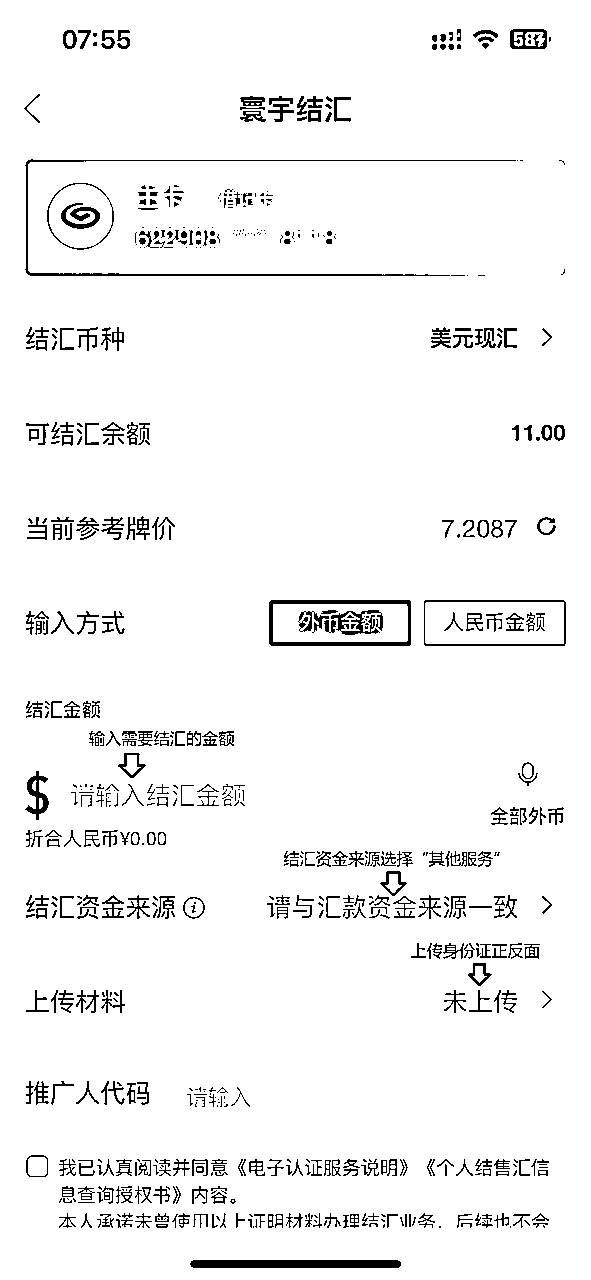 07:55
58
寰宇结汇
主卡 借记卡
622908
结汇币种 美元现汇
可结汇余额 11.00
当前参考牌价 7.2087
输入方式 外币金额 人民币金额
结汇金额
输入需要结汇的金额
$ 请输入结汇金额
全部外币
折合人民币¥0.00
结汇资金来源选择“其他服务”
结汇资金来源 请与汇款资金来源一致
上传身份证正反面
上传材料 未上传
推广人代码 请输入
我已认真阅读并同意《电子认证服务说明》《个人结售汇信
息查询授权书》内容。
本人承诺未曾使用以上证明材料办理结汇业务，后续也不会